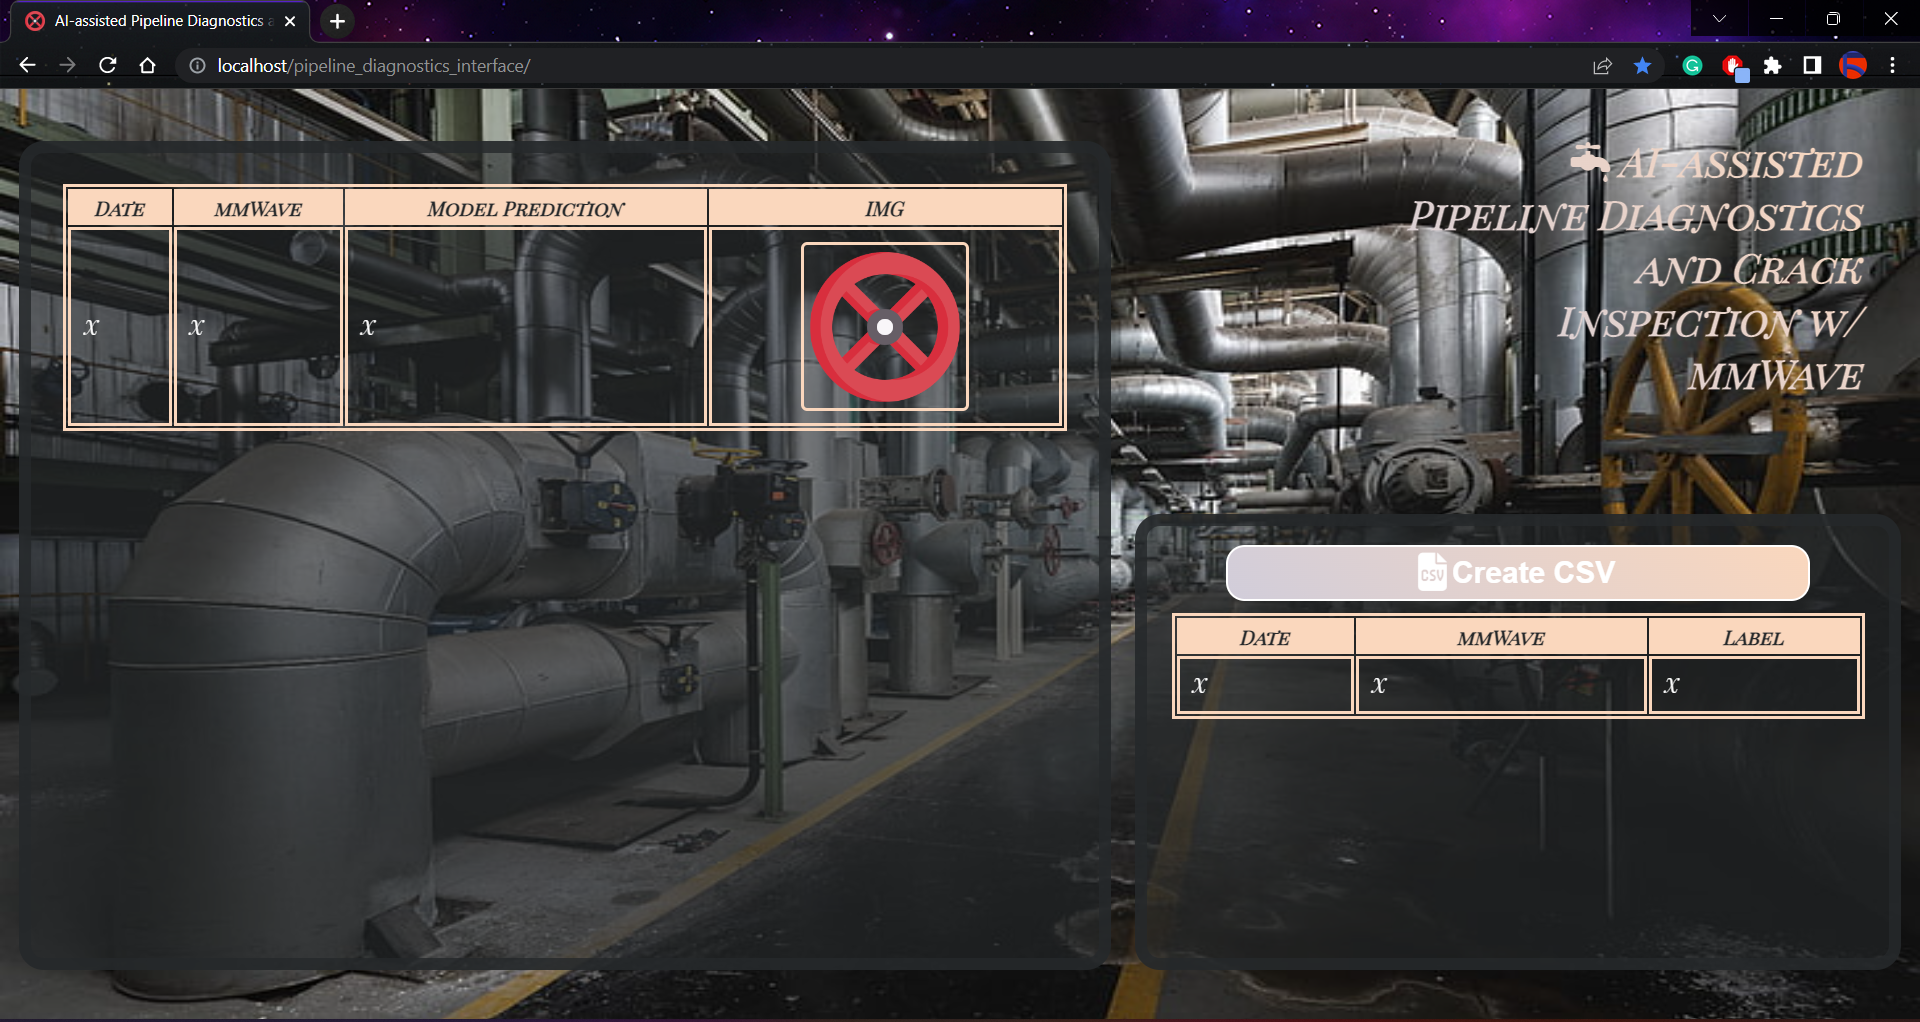 AI-assisted Pipeline Diagnostics a
localhost/pipeline_diagnostics_interface/
AI-assisted
Pipeline Diagnostics
and Crack
Inspection w/
mmWave
Date mmWave Model Prediction IMG
x x x
CSV Create CSV
Date mmWave Label
x x x